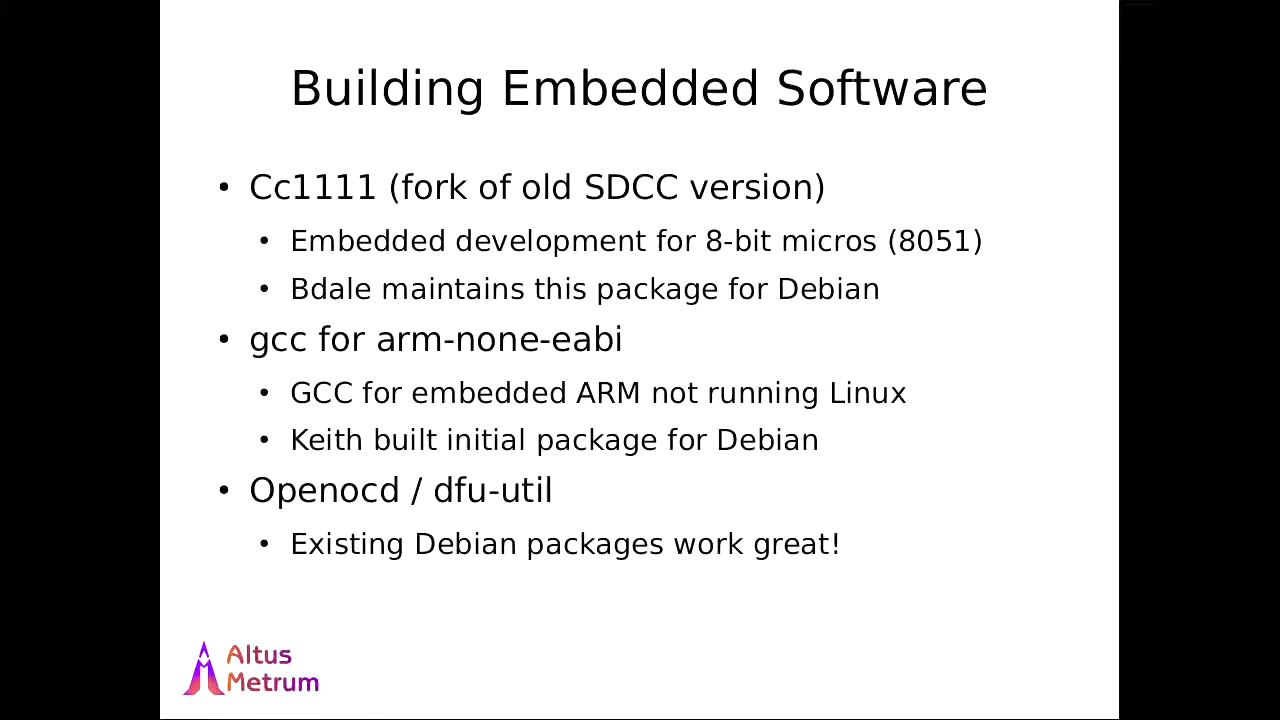 Building Embedded Software
• Cc1111 (fork of old SDCC version)
• Embedded development for 8-bit micros (8051)
• Bdale maintains this package for Debian
• gcc for arm-none-eabi
• GCC for embedded ARM not running Linux
• Keith built initial package for Debian
• Openocd / dfu-util
• Existing Debian packages work great!
Altus
Metrum